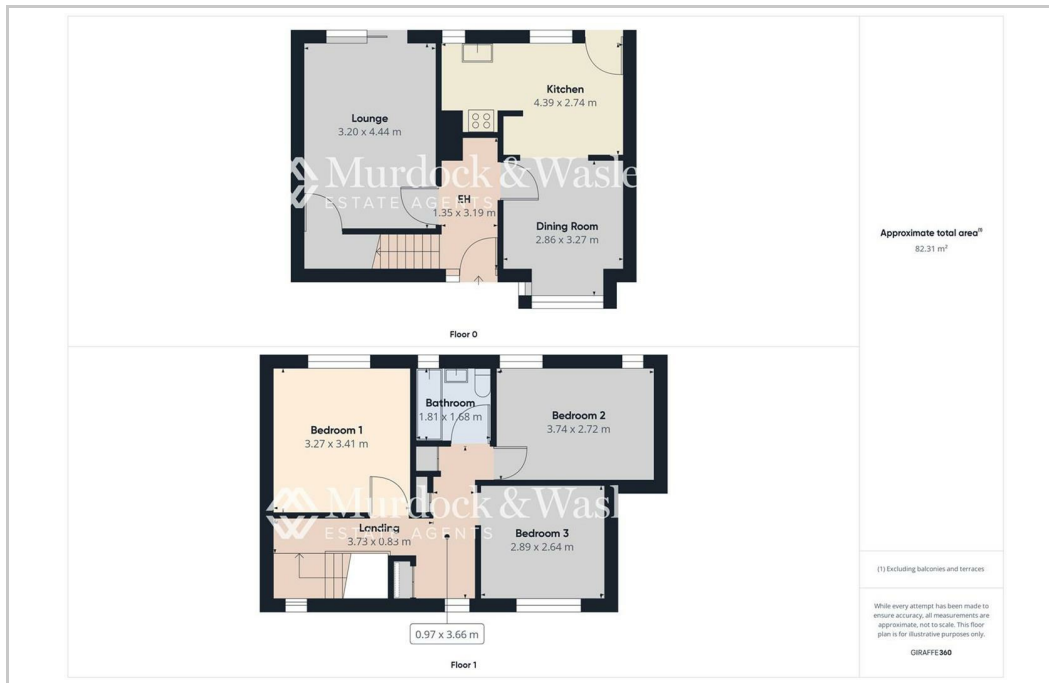 Kitchen
4.39 x 2.74 m
Lounge
3.20 x 4.44 m
Murdock & Wasle
ESTATE AGENTS
EH
1.35 x 3.19 m
Dining Room
2.86 x 3.27 m
Floor 0
Approximate total area(1)
82.31 m²
Bathroom
1.81 x 1.68 m
Bedroom 1
3.27 x 3.41 m
Bedroom 2
3.74 x 2.72 m
Murdock & Wasle
ESTATE AGENTS
Landing
3.73 x 0.83 m
Bedroom 3
2.89 x 2.64 m
0.97 x 3.66 m
Floor 1
(1) Excluding balconies and terraces
While every attempt has been made to
ensure accuracy, all measurements are
approximate, not to scale. This floor
plan is for illustrative purposes only.
GIRAFFE360